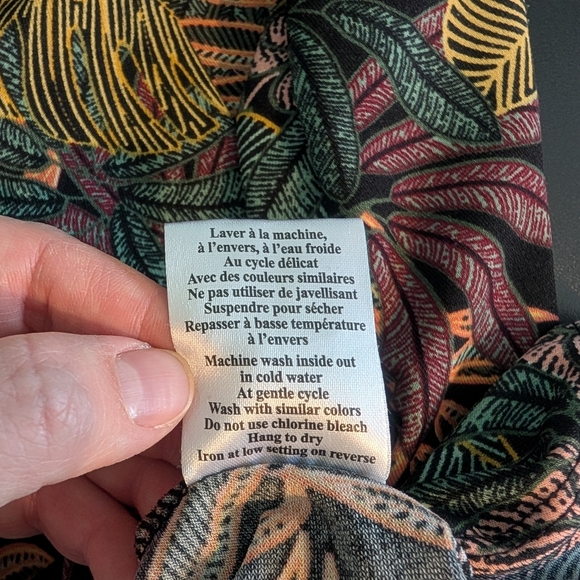 Laver à la machine,
à l'envers, à l'eau froide
Au cycle délicat
Avec des couleurs similaires
Ne pas utiliser de javellisant
Suspendre pour sécher
Repasser à basse température
à l'envers
Machine wash inside out
in cold water
At gentle cycle
Wash with similar colors
Do not use chlorine bleach
Hang to dry
Iron at low setting on reverse